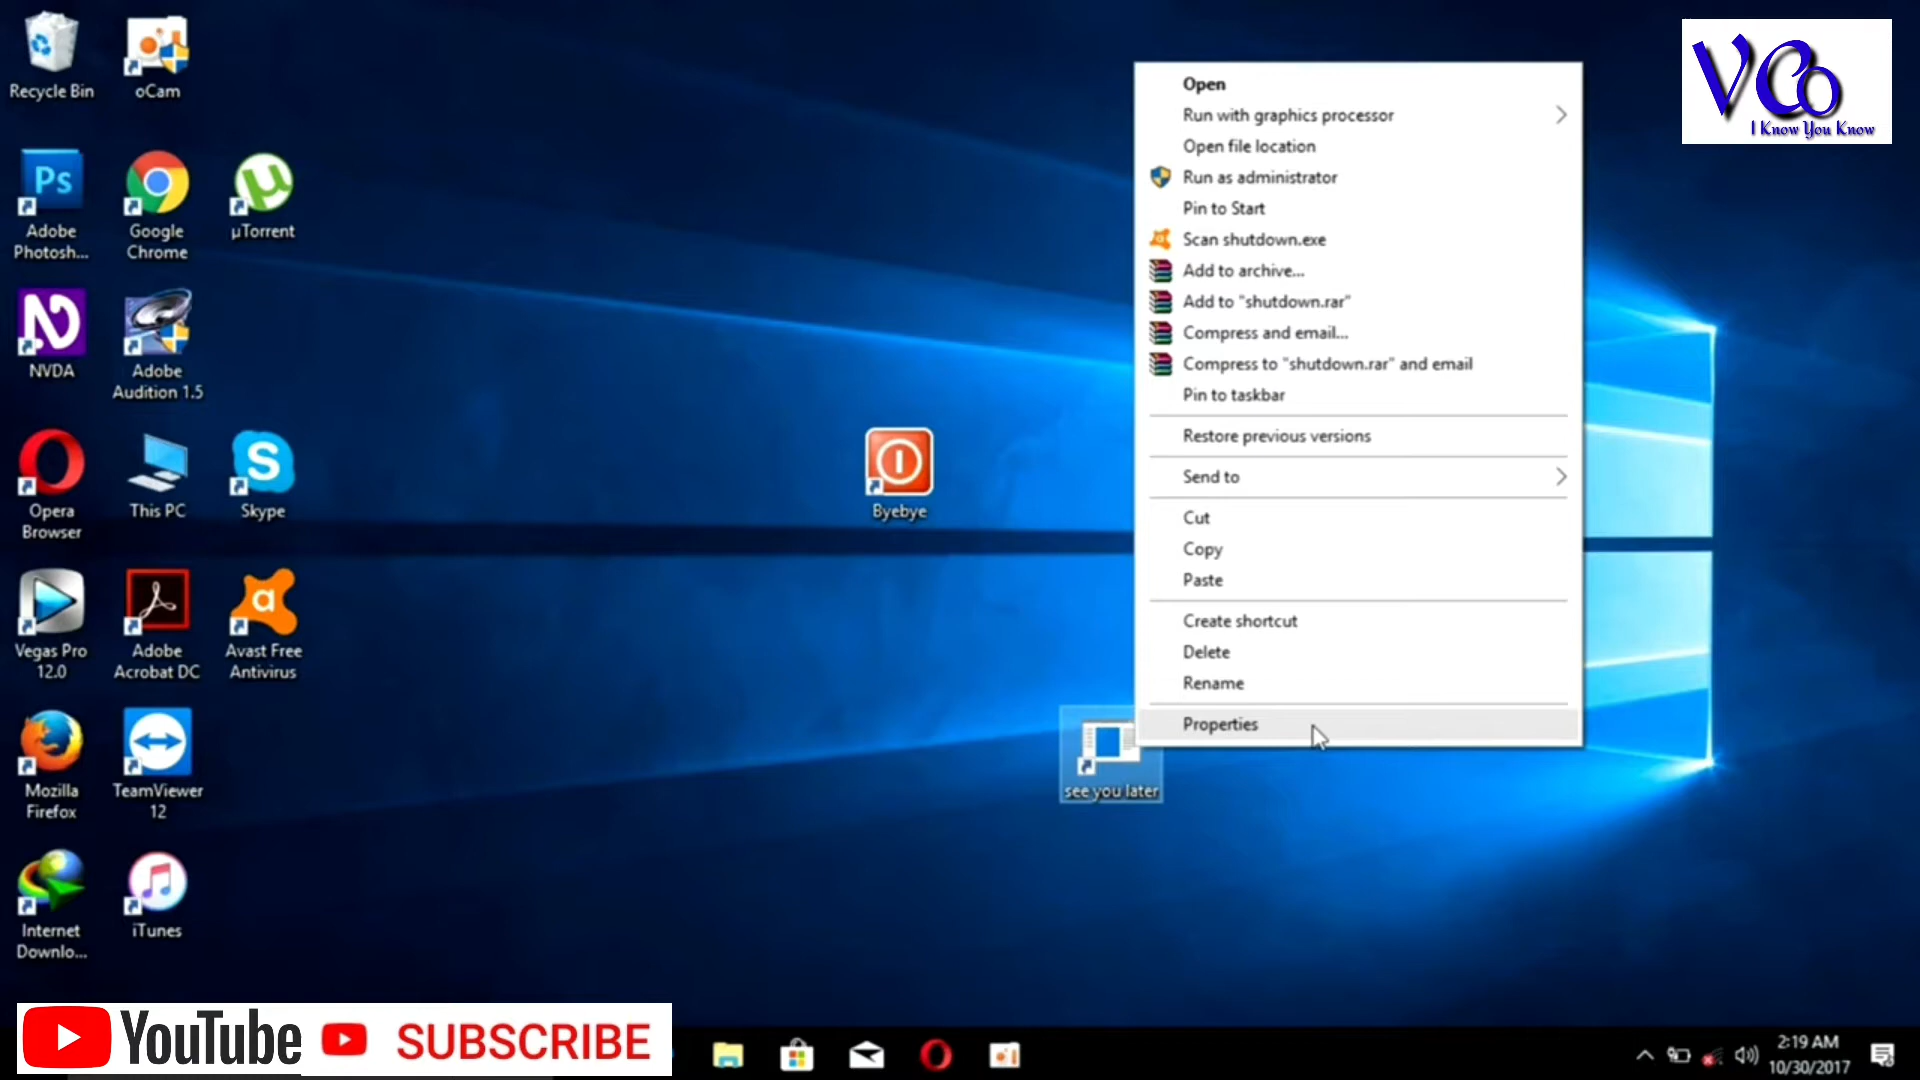 Recycle Bin
oCam
Adobe
Photosh...
Google
Chrome
µTorrent
NVDA
Adobe
Audition 1.5
Opera
Browser
This PC
Skype
Vegas Pro
12.0
Adobe
Acrobat DC
Avast Free
Antivirus
Mozilla
Firefox
TeamViewer
12
Internet
Downlo...
iTunes
Ps
S
a
Byebye
see you later
Open
Run with graphics processor
Open file location
Run as administrator
Pin to Start
Scan shutdown.exe
Add to archive...
Add to "shutdown.rar"
Compress and email...
Compress to "shutdown.rar" and email
Pin to taskbar
Restore previous versions
Send to
Cut
Copy
Paste
Create shortcut
Delete
Rename
Properties
VCo
I Know You Know
YouTube SUBSCRIBE
2:19 AM
10/30/2017